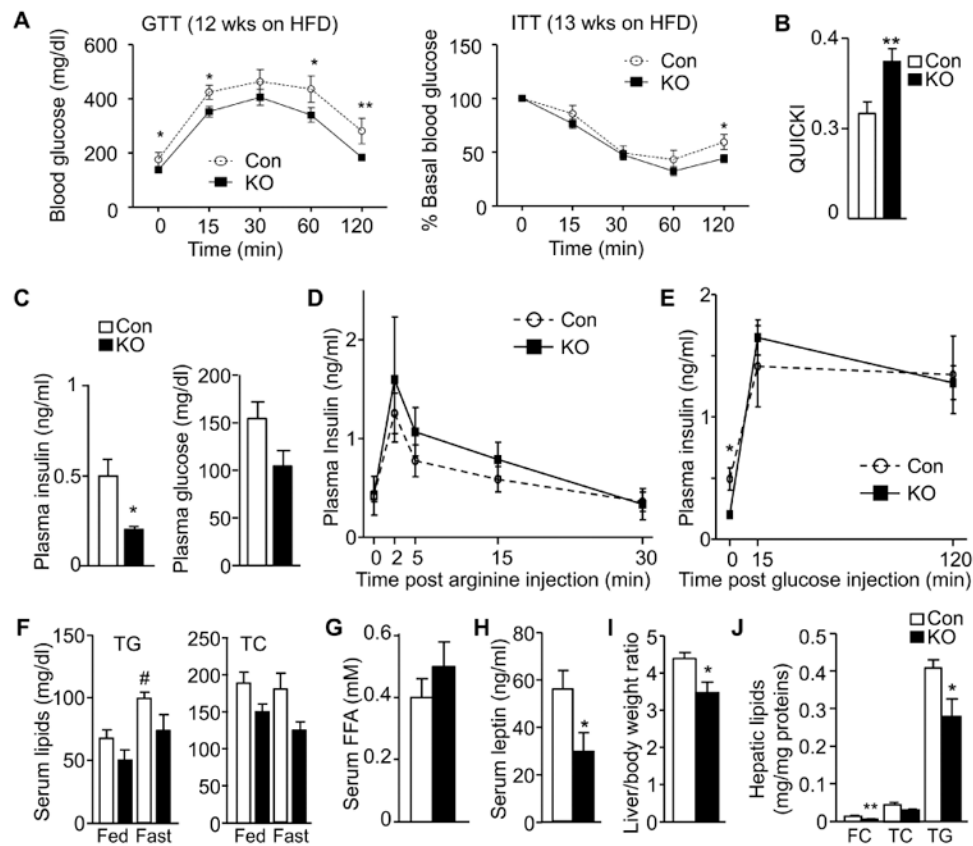 A
GTT (12 wks on HFD)
Blood glucose (mg/dl)
600
400
200
0
*
*
*
**
Con
KO
0 15 30 60 120
Time (min)
ITT (13 wks on HFD)
% Basal blood glucose
150
100
50
0
Con
KO
*
0 15 30 60 120
Time (min)
B
QUICKI
0.4
0.3
0
**
Con
KO
C
Con
KO
Plasma insulin (ng/ml)
1
0.5
0
*
Plasma glucose (mg/dl)
200
150
100
50
0
D
Plasma Insulin (ng/ml)
2
1
0
Con
KO
0 2 5 15 30
Time post arginine injection (min)
E
Plasma insulin (ng/ml)
2
1
0
*
Con
KO
0 15 120
Time post glucose injection (min)
F
Serum lipids (mg/dl)
TG
100
50
0
#
Fed Fast
TC
250
200
150
100
50
0
Fed Fast
G
Serum FFA (mM)
0.6
0.4
0.2
0
H
Serum leptin (ng/ml)
80
60
40
20
0
*
I
Liver/body weight ratio
5
4
3
2
1
0
*
J
Hepatic lipids
(mg/mg proteins)
0.5
0.4
0.3
0.2
0.1
0
Con
KO
**
*
FC TC TG